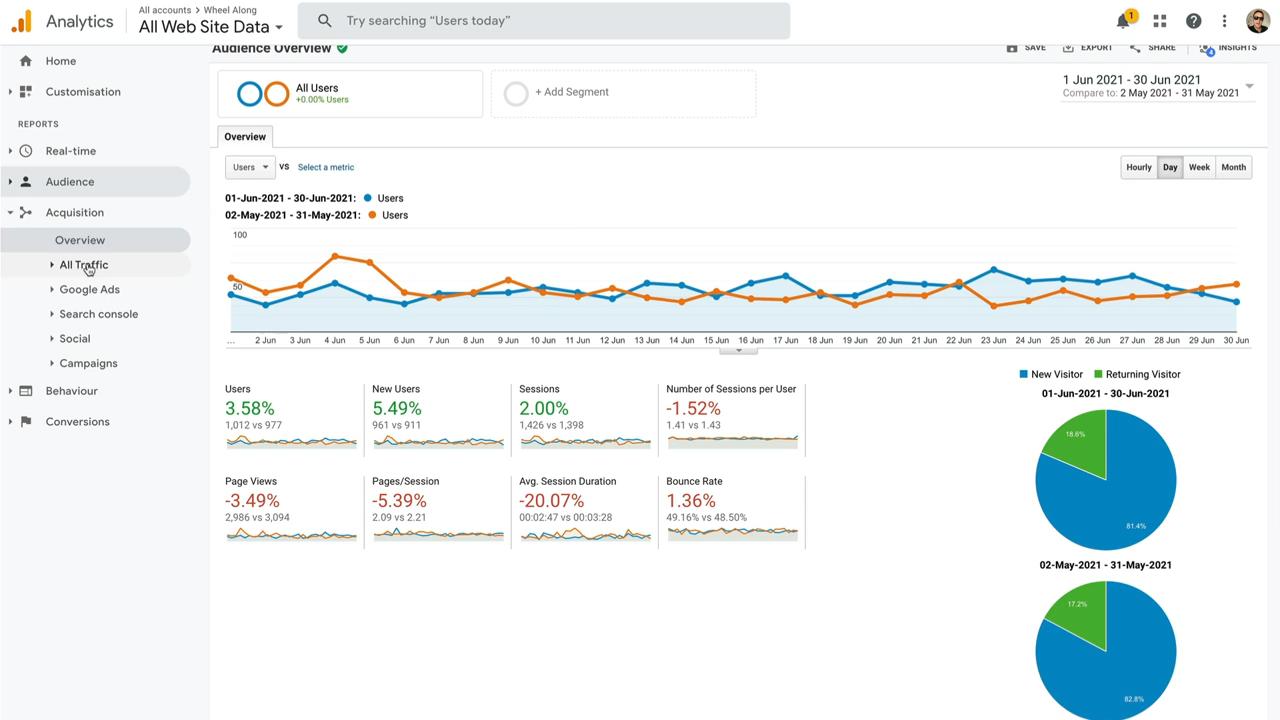 Analytics
All accounts > Wheel Along
All Web Site Data
Try searching “Users today”
1
Home
Customisation
REPORTS
Real-time
Audience
Acquisition
Overview
All Traffic
Google Ads
Search console
Social
Campaigns
Behaviour
Conversions
Audience Overview
SAVE
EXPORT
SHARE
4
INSIGHTS
All Users
+0.00% Users
+ Add Segment
1 Jun 2021 - 30 Jun 2021
Compare to: 2 May 2021 - 31 May 2021
Overview
Users
VS
Select a metric
Hourly
Day
Week
Month
01-Jun-2021 - 30-Jun-2021: Users
02-May-2021 - 31-May-2021: Users
100
50
... 2 Jun 3 Jun 4 Jun 5 Jun 6 Jun 7 Jun 8 Jun 9 Jun 10 Jun 11 Jun 12 Jun 13 Jun 14 Jun 15 Jun 16 Jun 17 Jun 18 Jun 19 Jun 20 Jun 21 Jun 22 Jun 23 Jun 24 Jun 25 Jun 26 Jun 27 Jun 28 Jun 29 Jun 30 Jun
Users
3.58%
1,012 vs 977
New Users
5.49%
961 vs 911
Sessions
2.00%
1,426 vs 1,398
Number of Sessions per User
-1.52%
1.41 vs 1.43
Page Views
-3.49%
2,986 vs 3,094
Pages/Session
-5.39%
2.09 vs 2.21
Avg. Session Duration
-20.07%
00:02:47 vs 00:03:28
Bounce Rate
1.36%
49.16% vs 48.50%
New Visitor
Returning Visitor
01-Jun-2021 - 30-Jun-2021
18.6%
81.4%
02-May-2021 - 31-May-2021
17.2%
82.8%